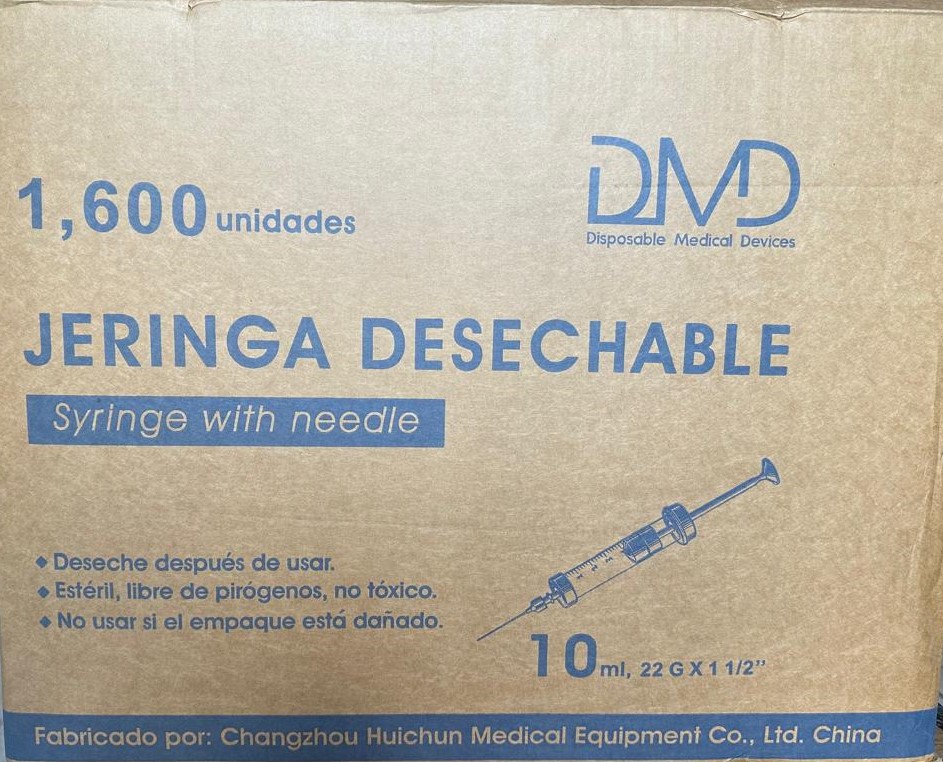 1,600 unidades
DMD
Disposable Medical Devices
JERINGA DESECHABLE
Syringe with needle
◆ Deseche después de usar.
◆ Estéril, libre de pirógenos, no tóxico.
◆ No usar si el empaque está dañado.
10 ml, 22 G X 1 1/2”
Fabricado por: Changzhou Huichun Medical Equipment Co., Ltd. China